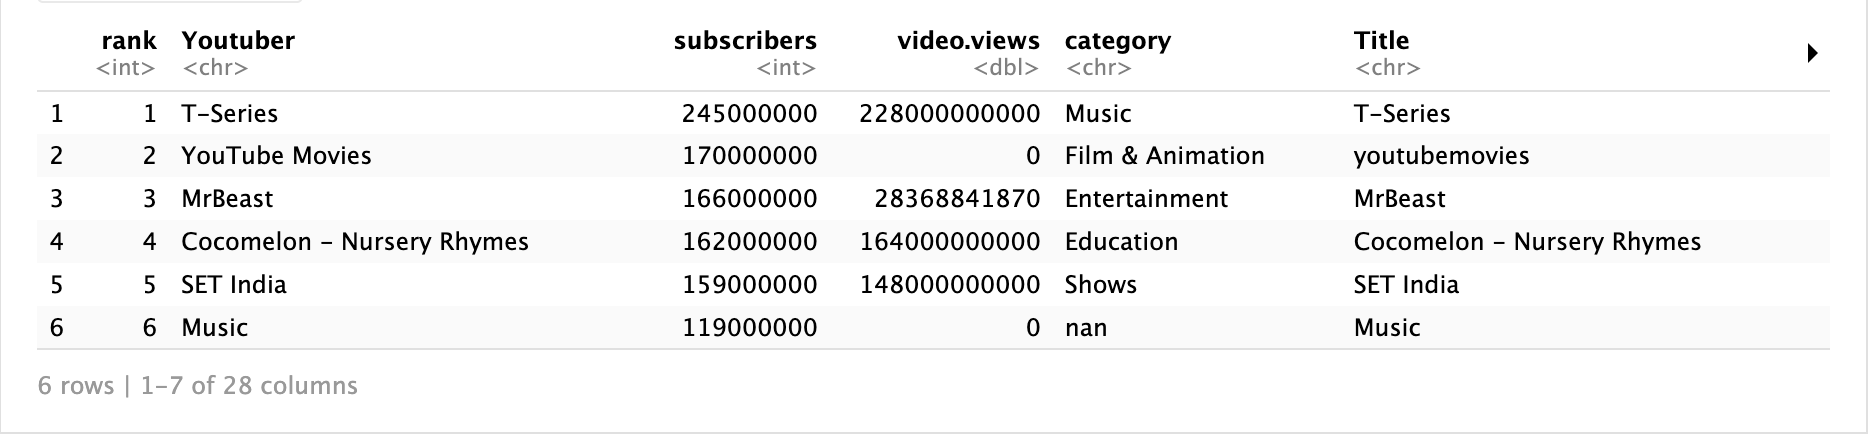 rank Youtuber subscribers video.views category Title
<int> <chr> <int> <dbl> <chr> <chr>
1 1 T-Series 245000000 228000000000 Music T-Series
2 2 YouTube Movies 170000000 0 Film & Animation youtubemovies
3 3 MrBeast 166000000 28368841870 Entertainment MrBeast
4 4 Cocomelon - Nursery Rhymes 162000000 164000000000 Education Cocomelon - Nursery Rhymes
5 5 SET India 159000000 148000000000 Shows SET India
6 6 Music 119000000 0 nan Music
6 rows | 1-7 of 28 columns